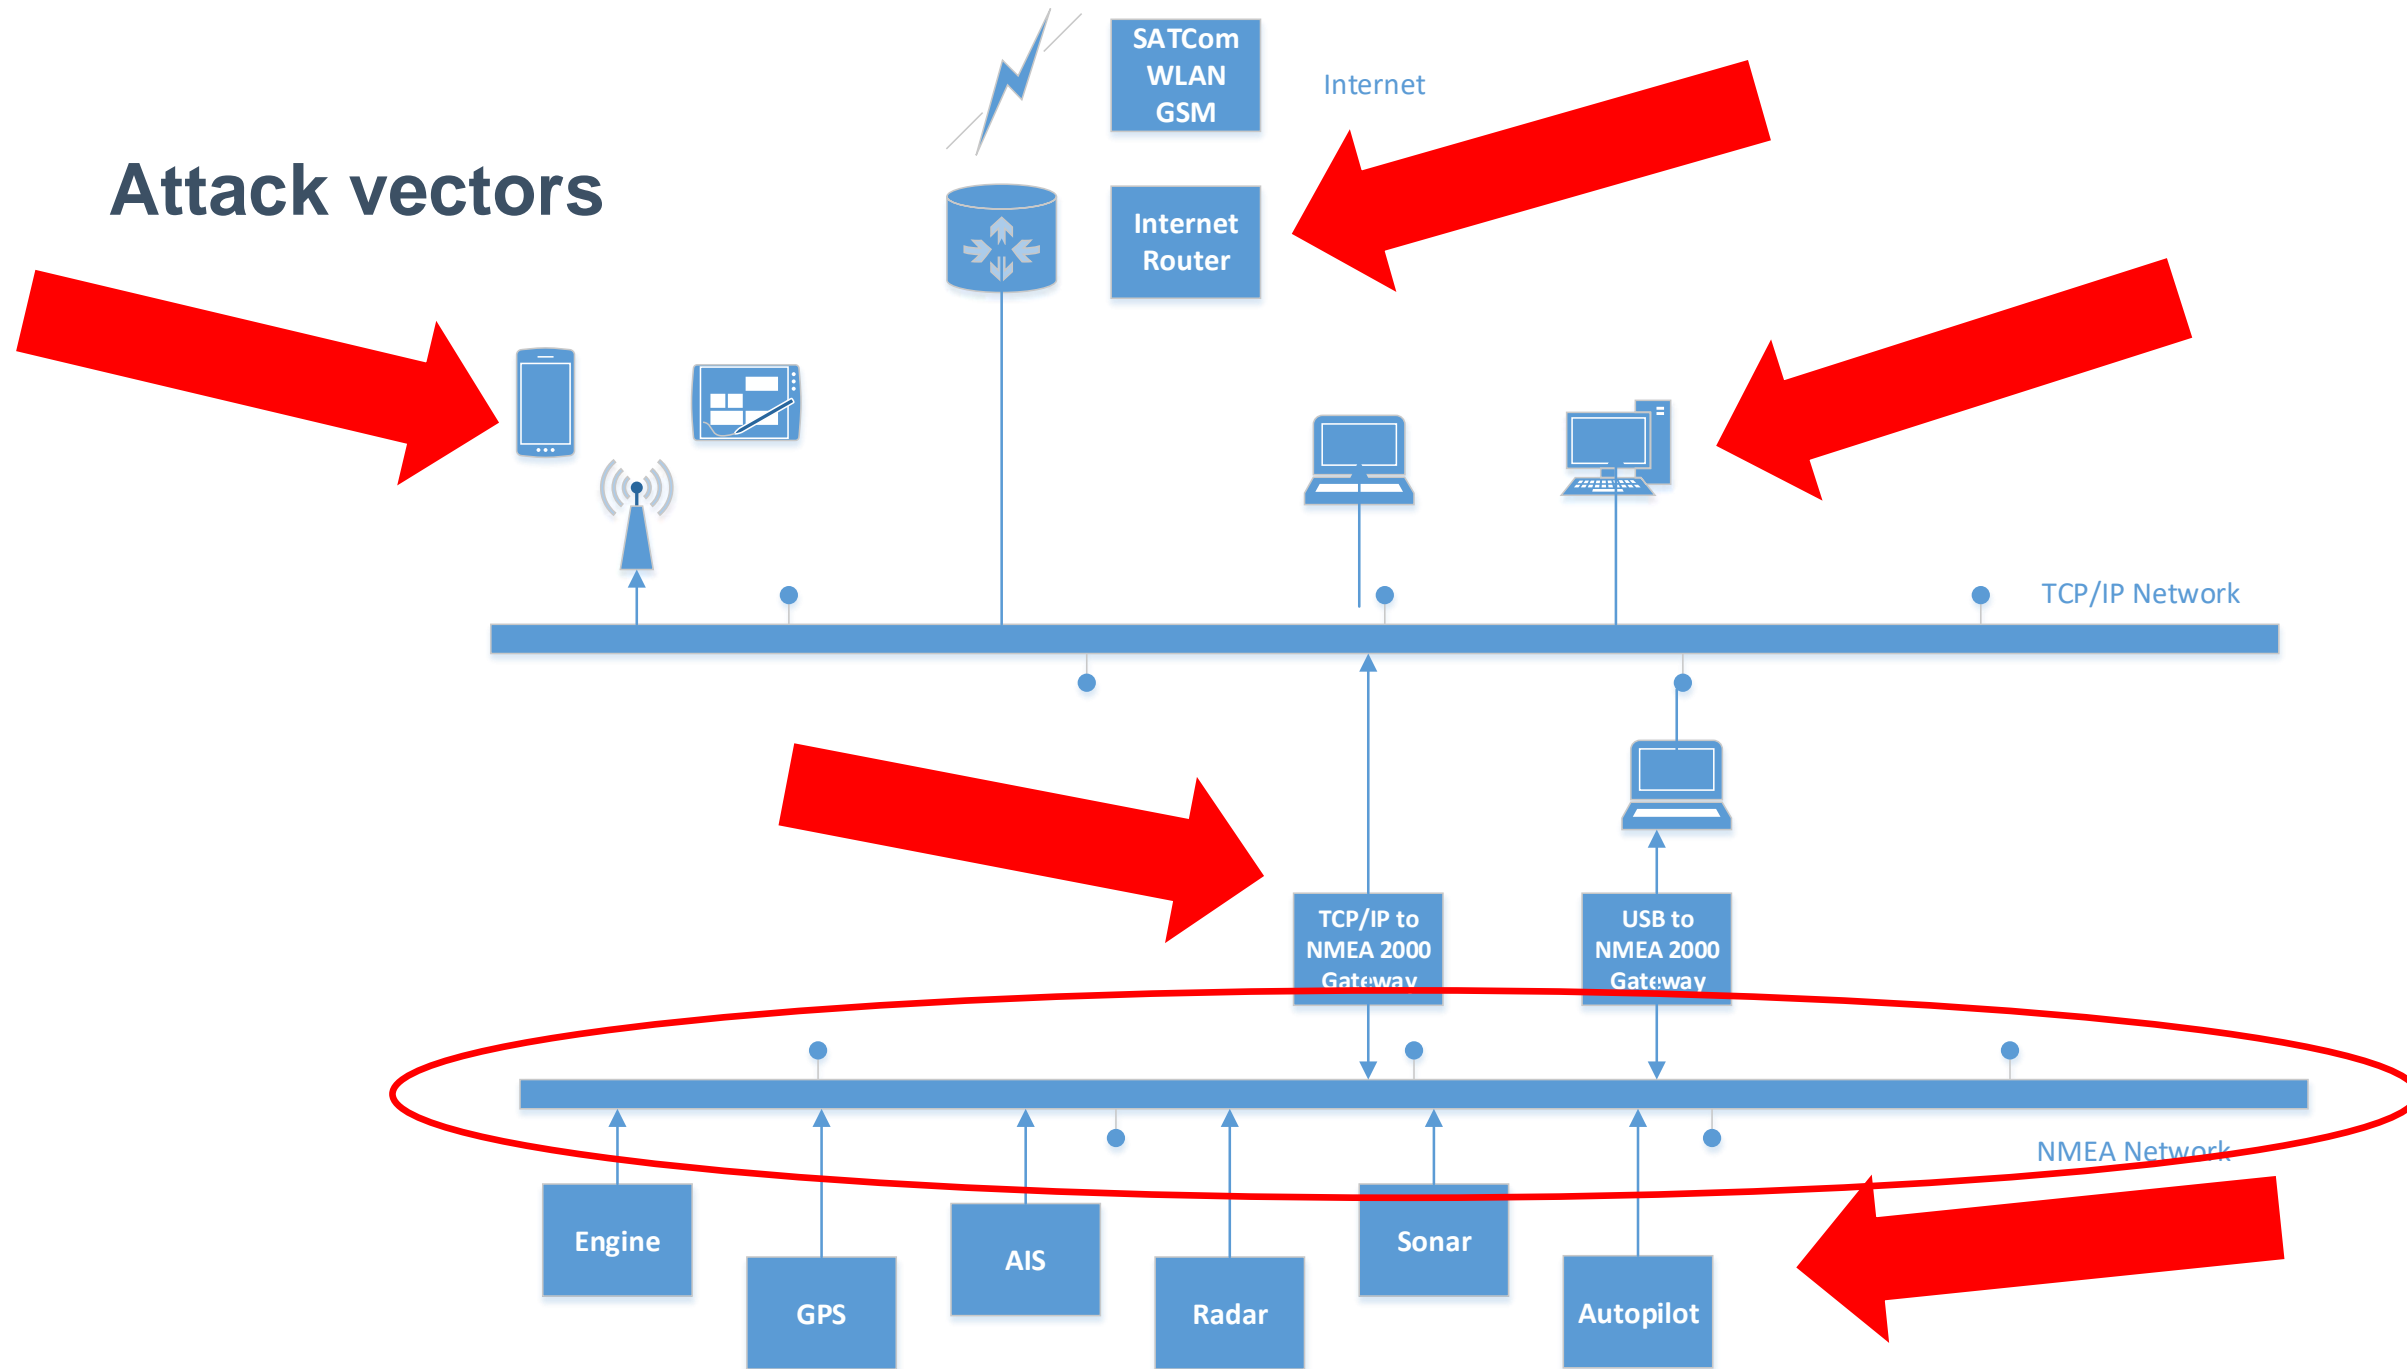 SATCom
WLAN
GSM
Internet
Attack vectors
Internet
Router
TCP/IP Network
TCP/IP to
NMEA 2000
Gateway
USB to
NMEA 2000
Gateway
NMEA Network
Engine
GPS
AIS
Radar
Sonar
Autopilot